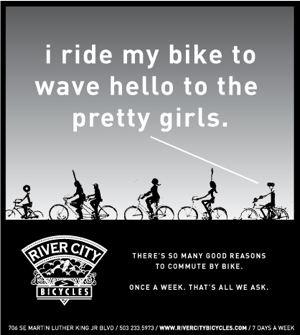 i ride my bike to
wave hello to the
pretty girls.
RIVER CITY
BICYCLES
THERE'S SO MANY GOOD REASONS
TO COMMUTE BY BIKE.
ONCE A WEEK. THAT'S ALL WE ASK.
706 SE MARTIN LUTHER KING JR BLVD / 503 233.5973 / WWW.RIVERCITYBICYCLES.COM / 7 DAYS A WEEK